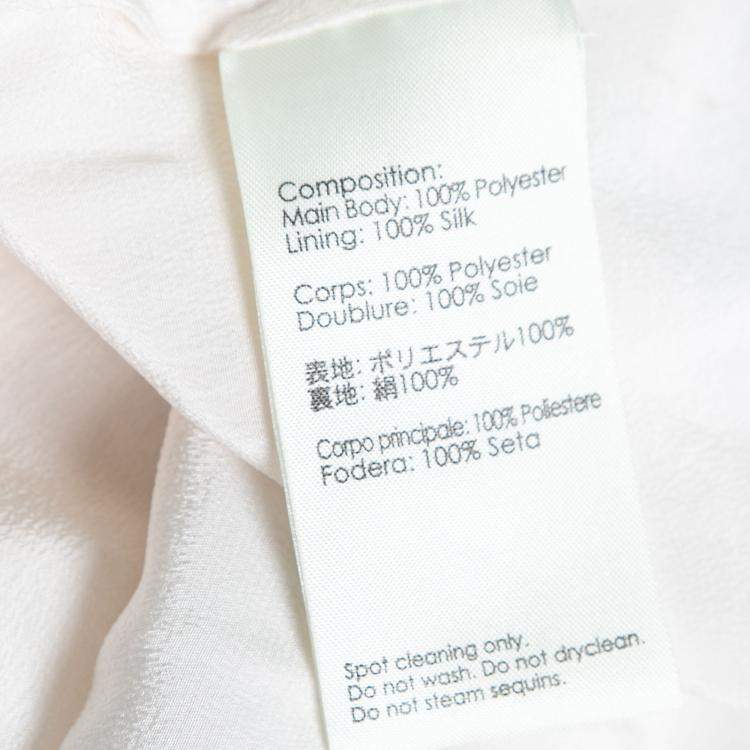 Composition:
Main Body: 100% Polyester
Lining: 100% Silk
Corps: 100% Polyester
Doublure: 100% Soie
表地: ポリエステル100%
裏地: 絹100%
Corpo principale: 100% Poliestere
Fodera: 100% Seta
Spot cleaning only.
Do not wash. Do not dryclean.
Do not steam sequins.